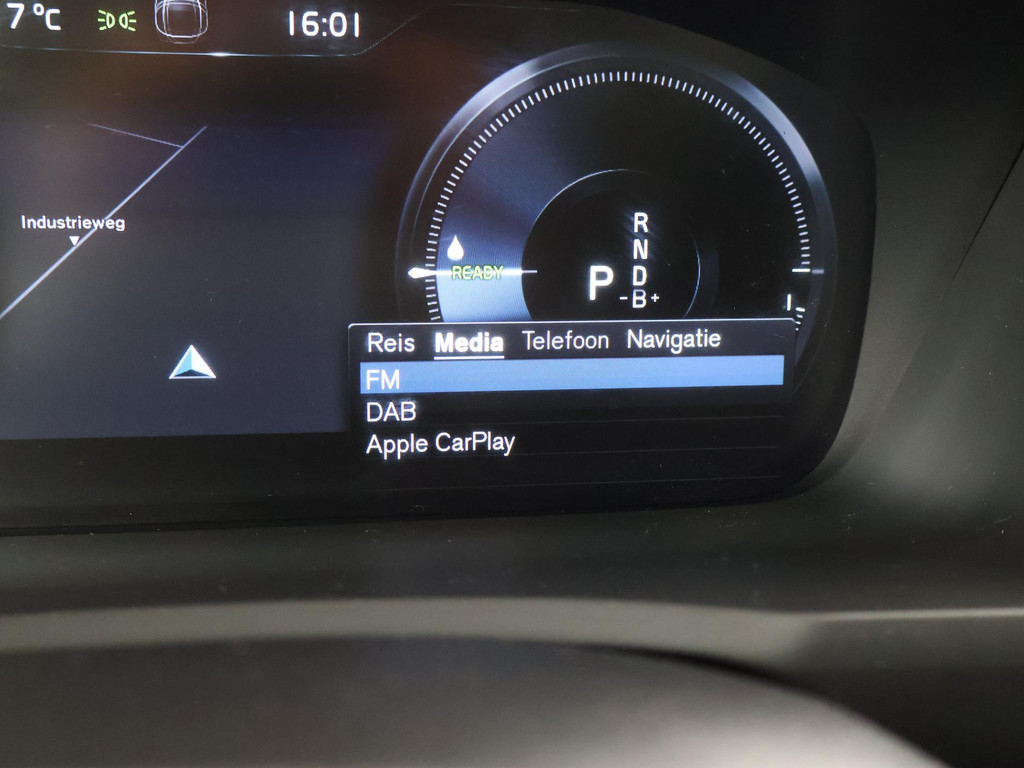 7 °C 16:01
Industrieweg
READY
R
N
P D
-B+
Reis Media Telefoon Navigatie
FM
DAB
Apple CarPlay